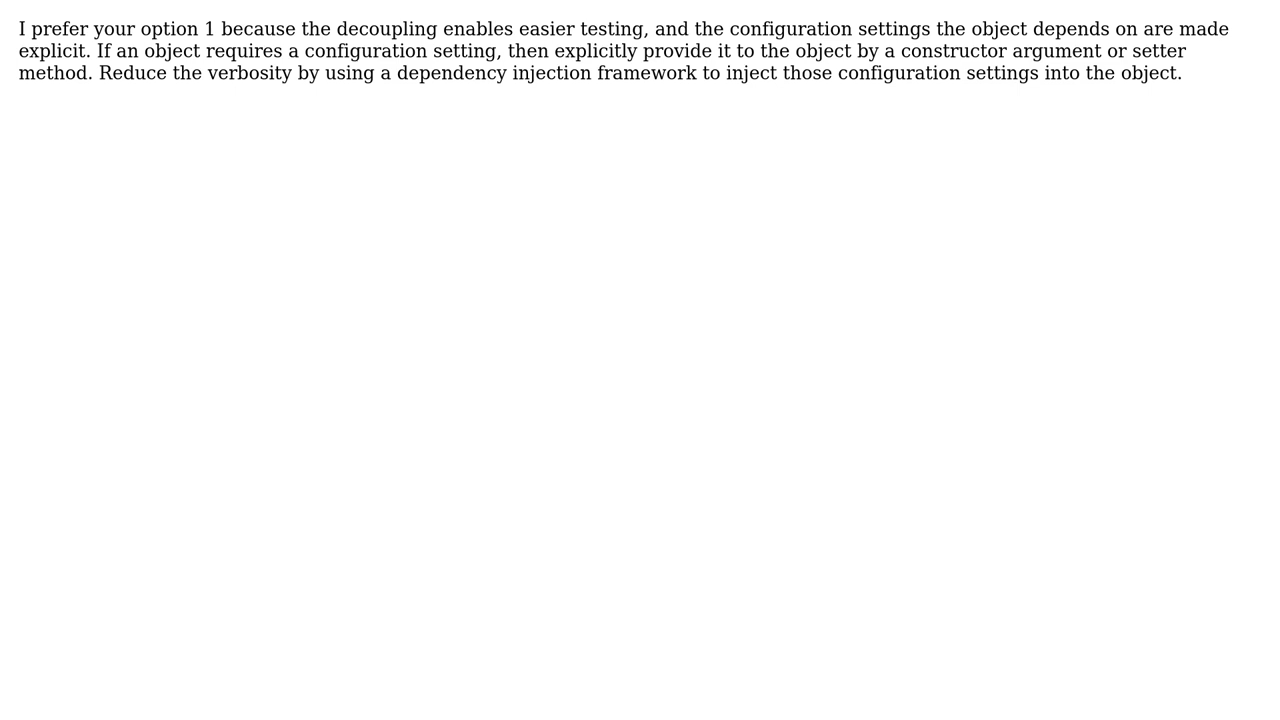 I prefer your option 1 because the decoupling enables easier testing, and the configuration settings the object depends on are made
explicit. If an object requires a configuration setting, then explicitly provide it to the object by a constructor argument or setter
method. Reduce the verbosity by using a dependency injection framework to inject those configuration settings into the object.